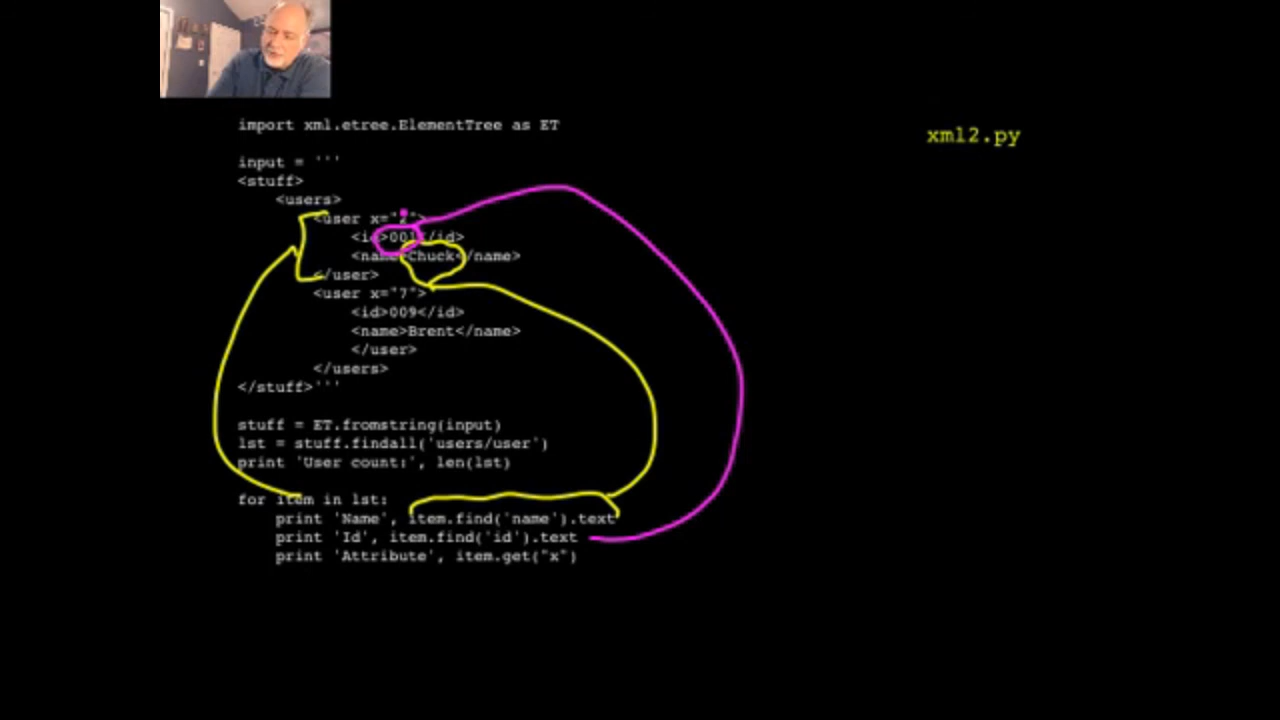 import xml.etree.ElementTree as ET
xml2.py
input = '''
<stuff>
    <users>
        <user x="2">
            <id>001</id>
            <name>Chuck</name>
        </user>
        <user x="7">
            <id>009</id>
            <name>Brent</name>
            </user>
        </users>
</stuff>'''
stuff = ET.fromstring(input)
lst = stuff.findall('users/user')
print 'User count:', len(lst)
for item in lst:
    print 'Name', item.find('name').text
    print 'Id', item.find('id').text
    print 'Attribute', item.get("x")